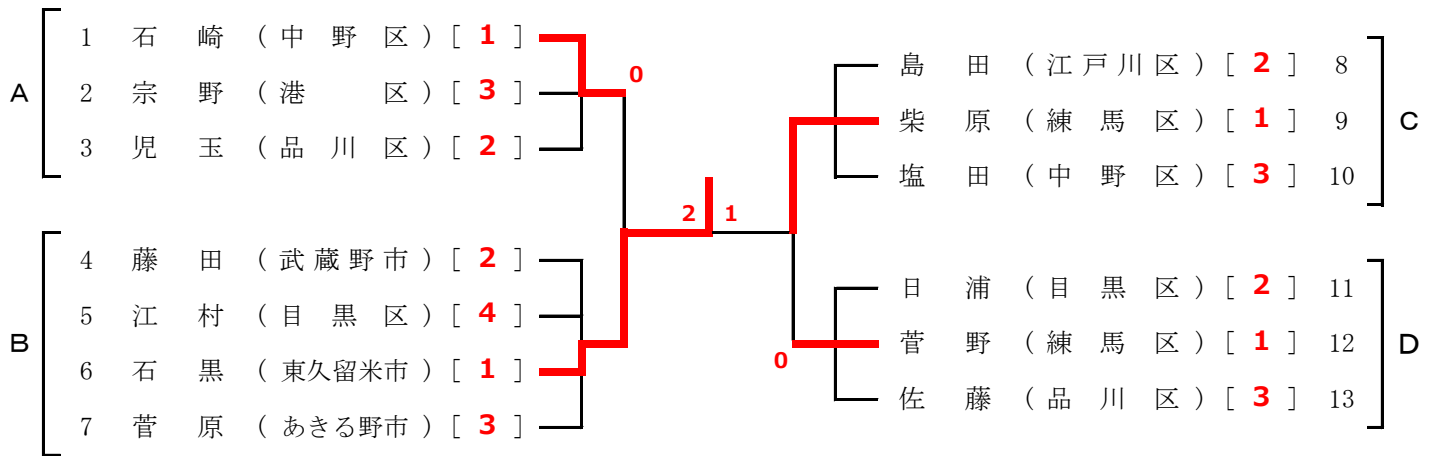 A
1 石崎 (中野区) [ 1 ]
2 宗野 (港区) [ 3 ]
3 児玉 (品川区) [ 2 ]
0
B
4 藤田 (武蔵野市) [ 2 ]
5 江村 (目黒区) [ 4 ]
6 石黒 (東久留米市) [ 1 ]
7 菅原 (あきる野市) [ 3 ]
2 1
島田 (江戸川区) [ 2 ] 8
柴原 (練馬区) [ 1 ] 9
塩田 (中野区) [ 3 ] 10
C
日浦 (目黒区) [ 2 ] 11
菅野 (練馬区) [ 1 ] 12
佐藤 (品川区) [ 3 ] 13
D
0